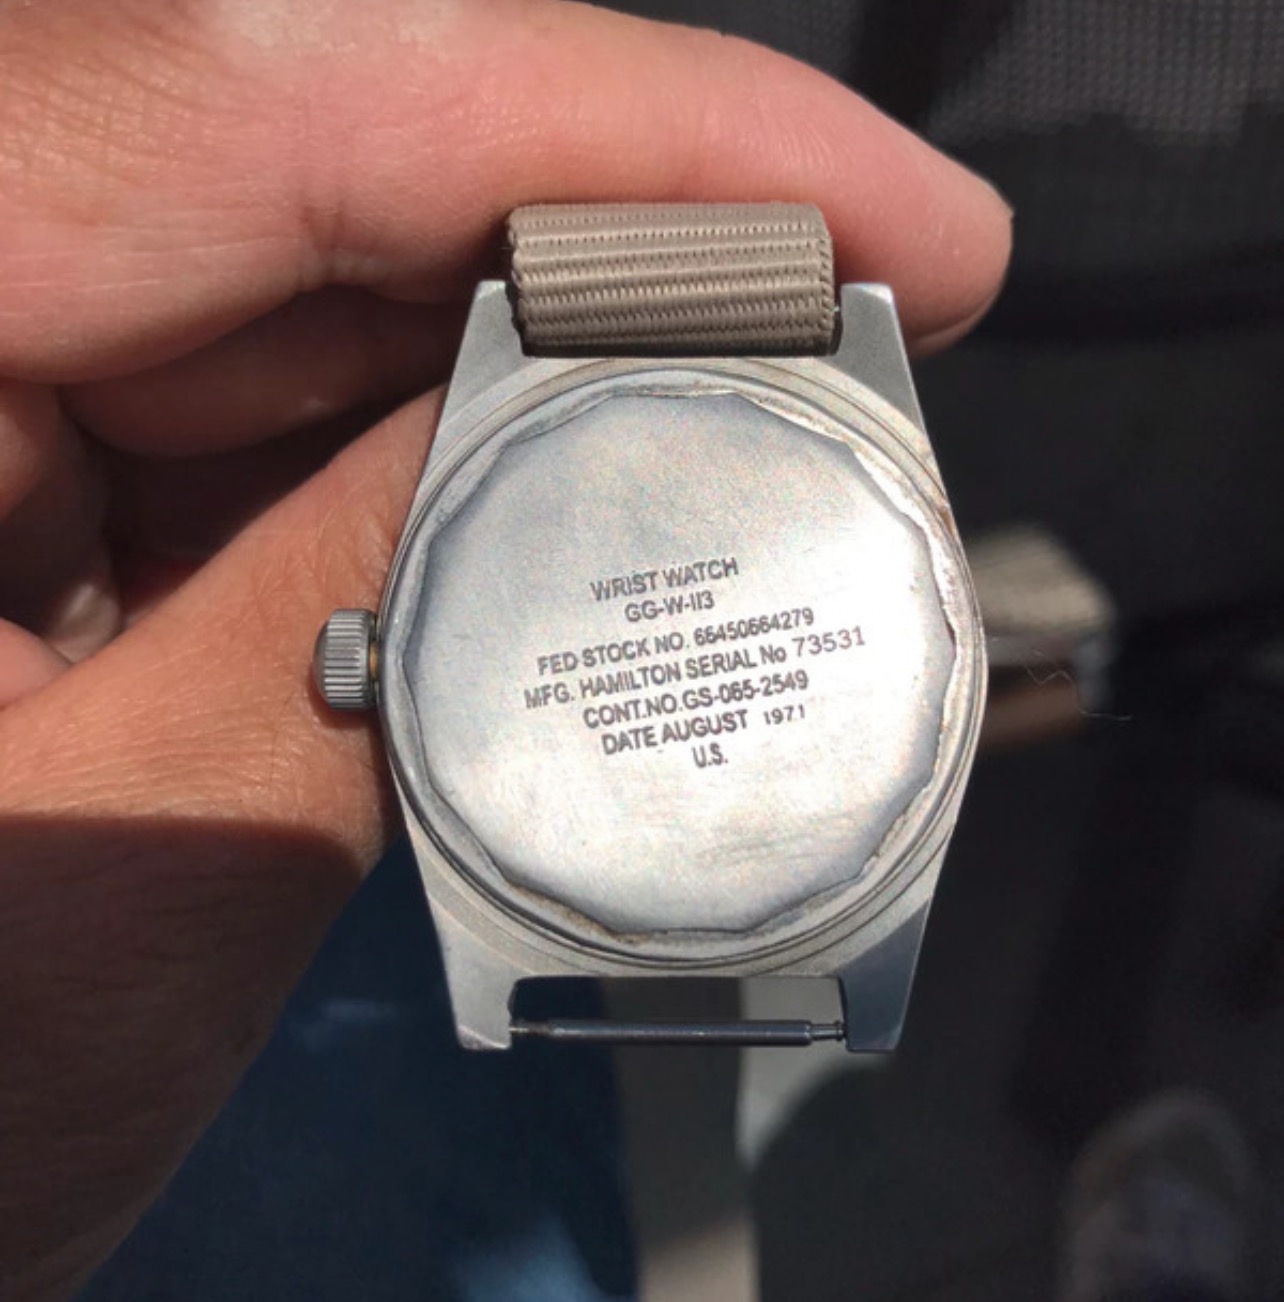 WRIST WATCH
GG-W-113
FED STOCK NO. 66450664279
MFG. HAMILTON SERIAL No 73531
CONT.NO.GS-065-2549
DATE AUGUST 1971
U.S.